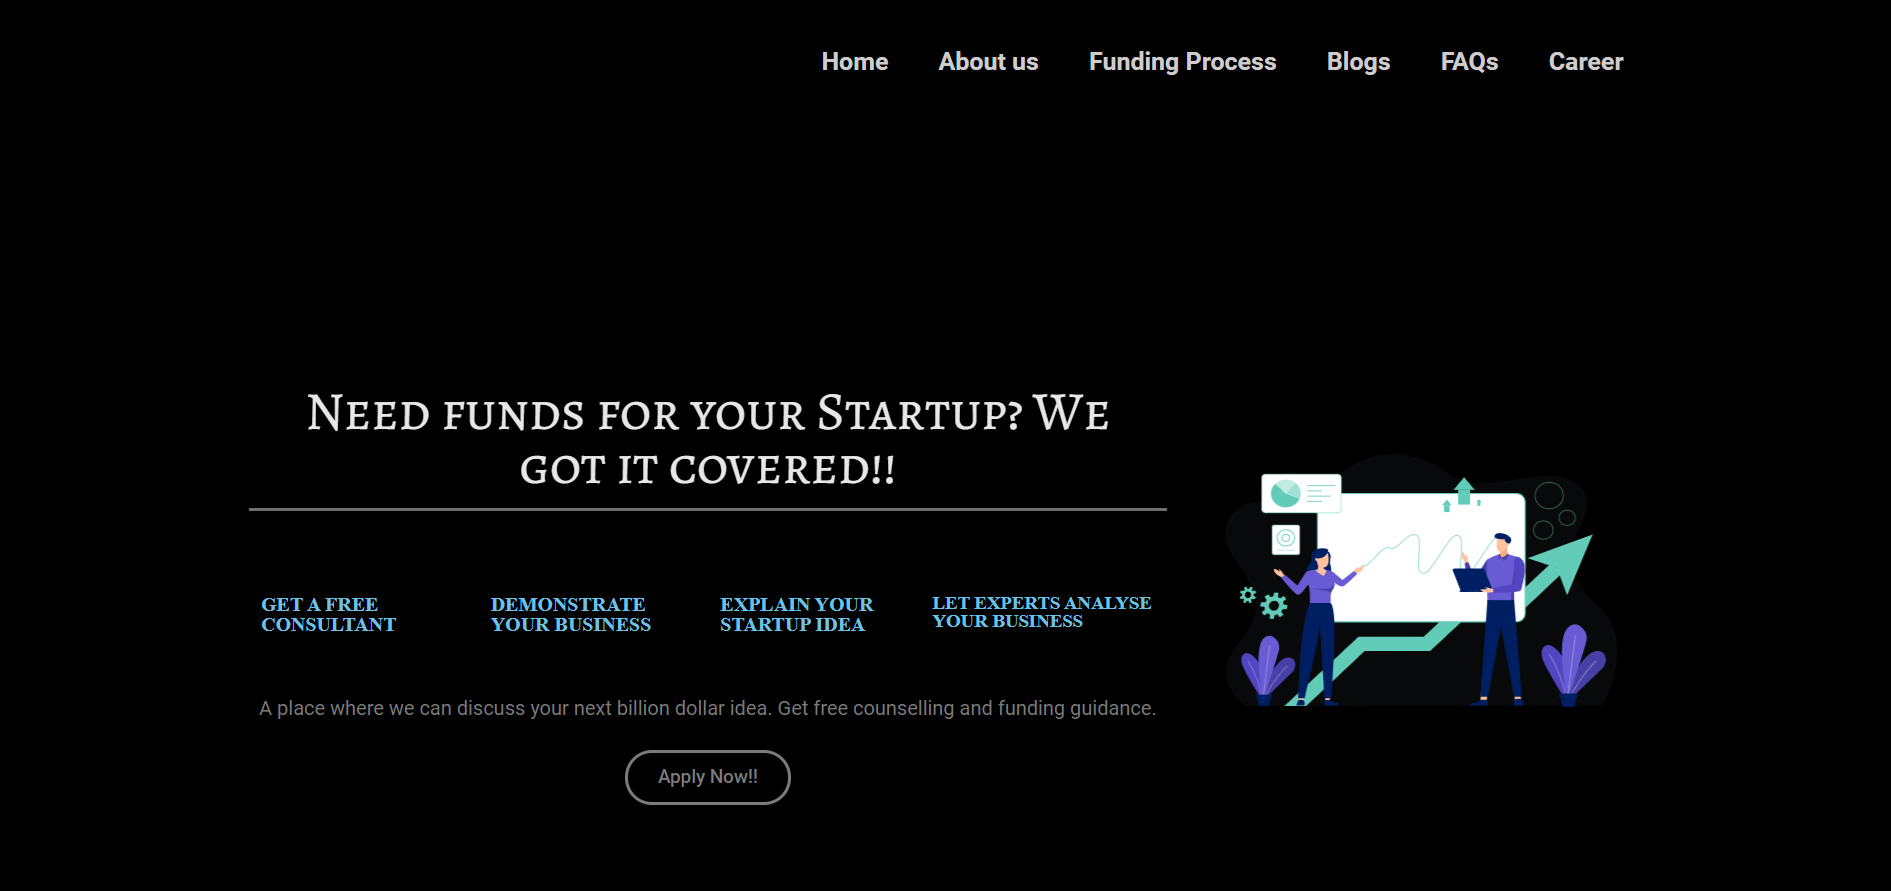 Home About us Funding Process Blogs FAQs Career
Need funds for your Startup? We
got it covered!!
GET A FREE
CONSULTANT
DEMONSTRATE
YOUR BUSINESS
EXPLAIN YOUR
STARTUP IDEA
LET EXPERTS ANALYSE
YOUR BUSINESS
A place where we can discuss your next billion dollar idea. Get free counselling and funding guidance.
Apply Now!!